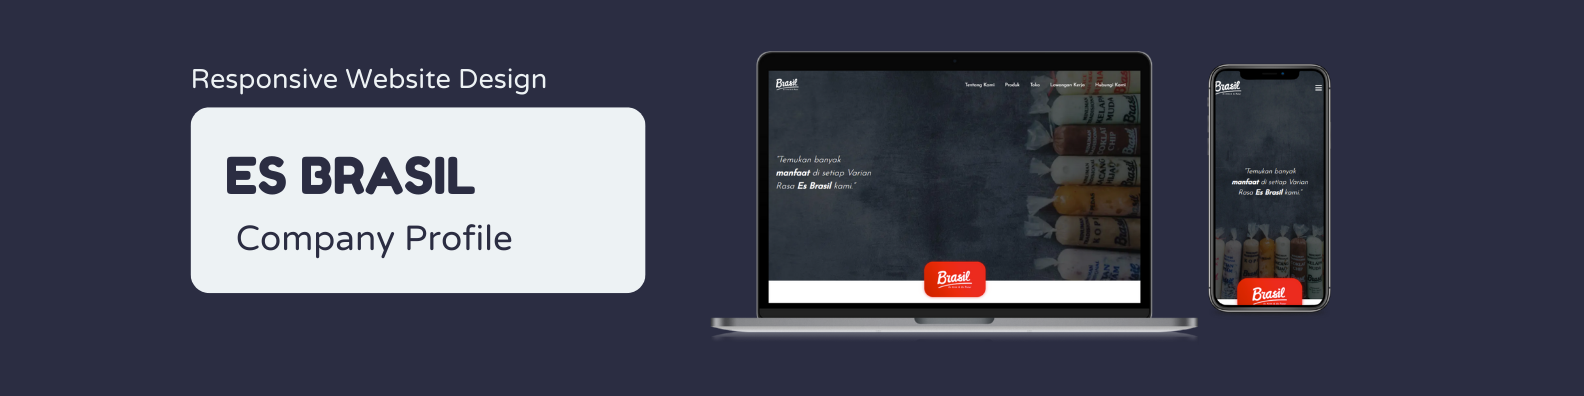 Responsive Website Design
ES BRASIL
Company Profile
Brasil
Tentang Kami Produk Toko Lowongan Kerja Hubungi Kami
"Temukan banyak
manfaat di setiap Varian
Rasa Es Brasil kami."
Brasil
Brasil
"Temukan banyak
manfaat di setiap Varian
Rasa Es Brasil kami."
Brasil